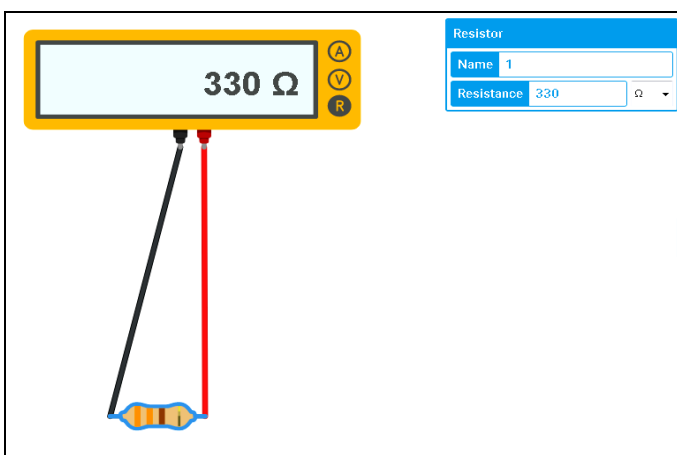 330 Ω
A
V
R
Resistor
Name 1
Resistance 330 Ω